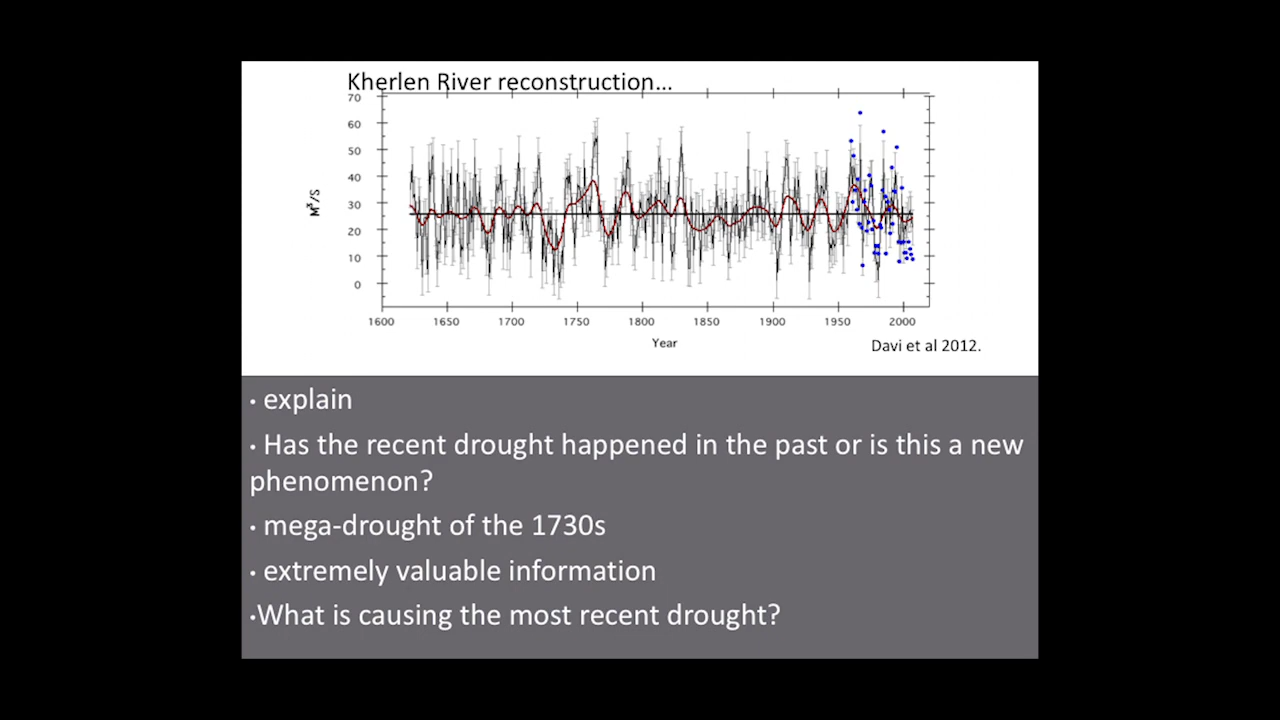 Kherlen River reconstruction...
70
60
50
40
30
20
10
0
M³/S
1600 1650 1700 1750 1800 1850 1900 1950 2000
Year
Davi et al 2012.
• explain
• Has the recent drought happened in the past or is this a new
phenomenon?
• mega-drought of the 1730s
• extremely valuable information
•What is causing the most recent drought?